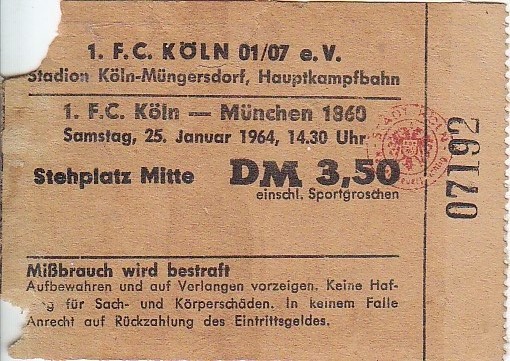 1. F.C. KÖLN 01/07 e.V.
Stadion Köln-Müngersdorf, Hauptkampfbahn
1. F.C. Köln — München 1860
Samstag, 25. Januar 1964, 14.30 Uhr
Stehplatz Mitte DM 3,50
einschl. Sportgroschen
Mißbrauch wird bestraft
Aufbewahren und auf Verlangen vorzeigen. Keine Haf-
für Sach- und Körperschäden. In keinem Falle
Anrecht auf Rückzahlung des Eintrittsgeldes.
07192
STADT KÖLN